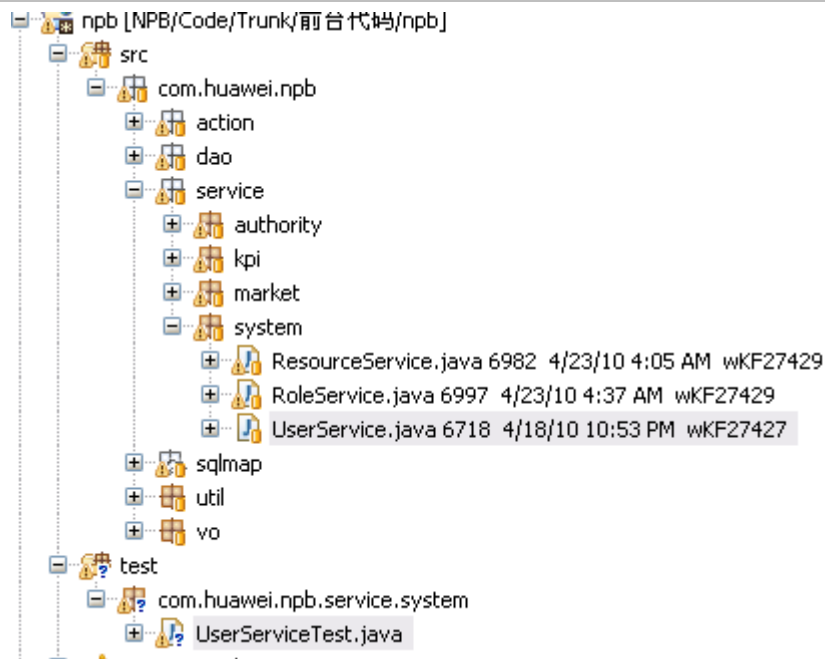 npb [NPB/Code/Trunk/前台代码/npb]
src
com.huawei.npb
action
dao
service
authority
kpi
market
system
ResourceService.java 6982 4/23/10 4:05 AM wKF27429
RoleService.java 6997 4/23/10 4:37 AM wKF27429
UserService.java 6718 4/18/10 10:53 PM wKF27427
sqlmap
util
vo
test
com.huawei.npb.service.system
UserServiceTest.java